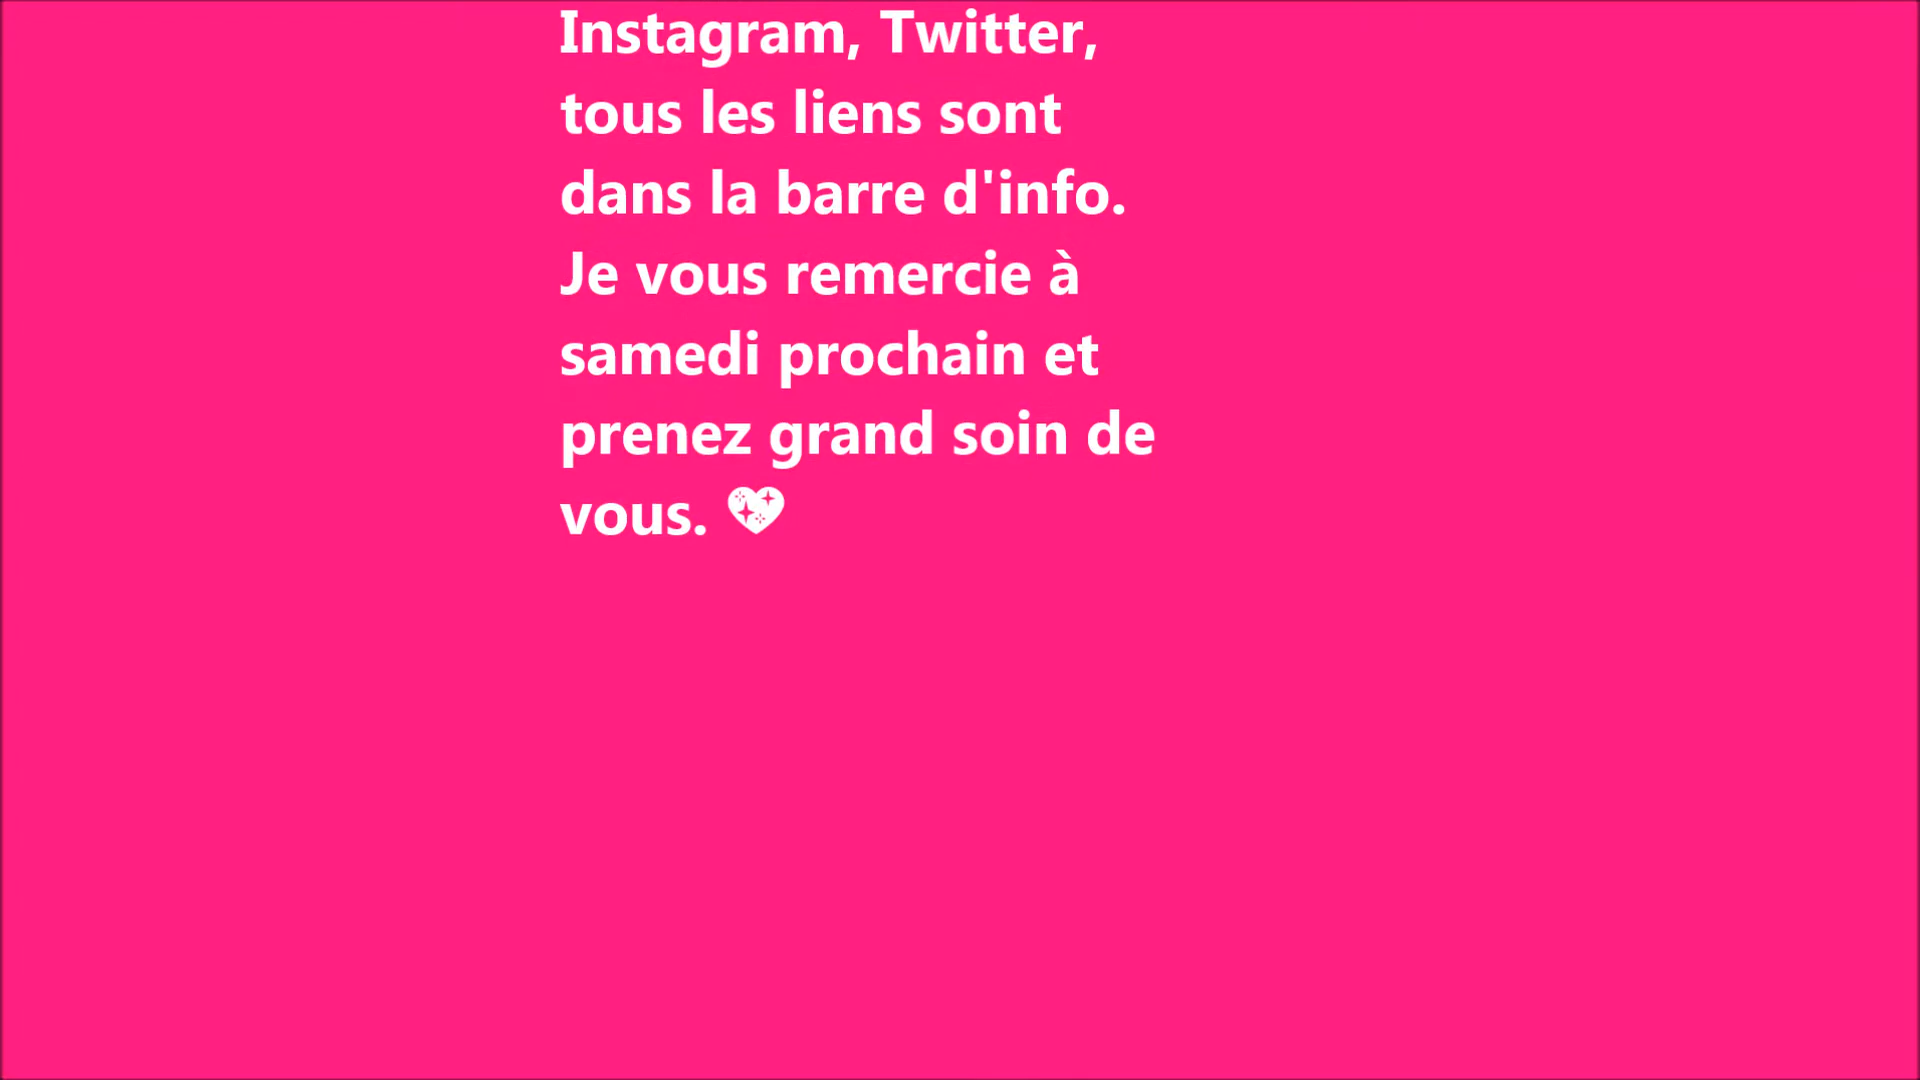 Instagram, Twitter,
tous les liens sont
dans la barre d'info.
Je vous remercie à
samedi prochain et
prenez grand soin de
vous. 💖